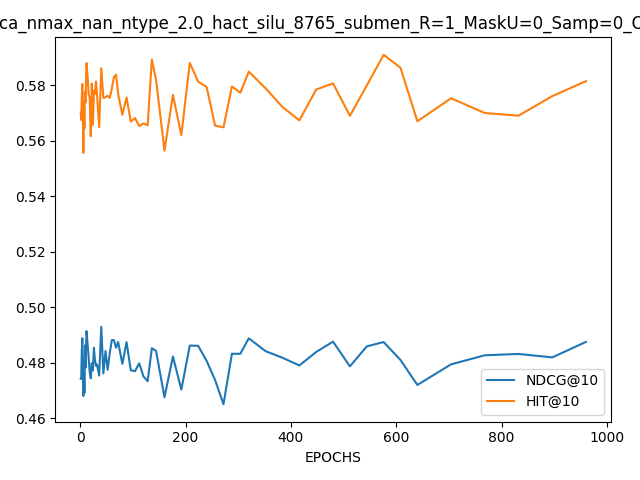 ca_nmax_nan_ntype_2.0_hact_silu_8765_submen_R=1_MaskU=0_Samp=0_C
0.58
0.56
0.54
0.52
0.50
0.48
0.46
NDCG@10
HIT@10
0 200 400 600 800 1000
EPOCHS